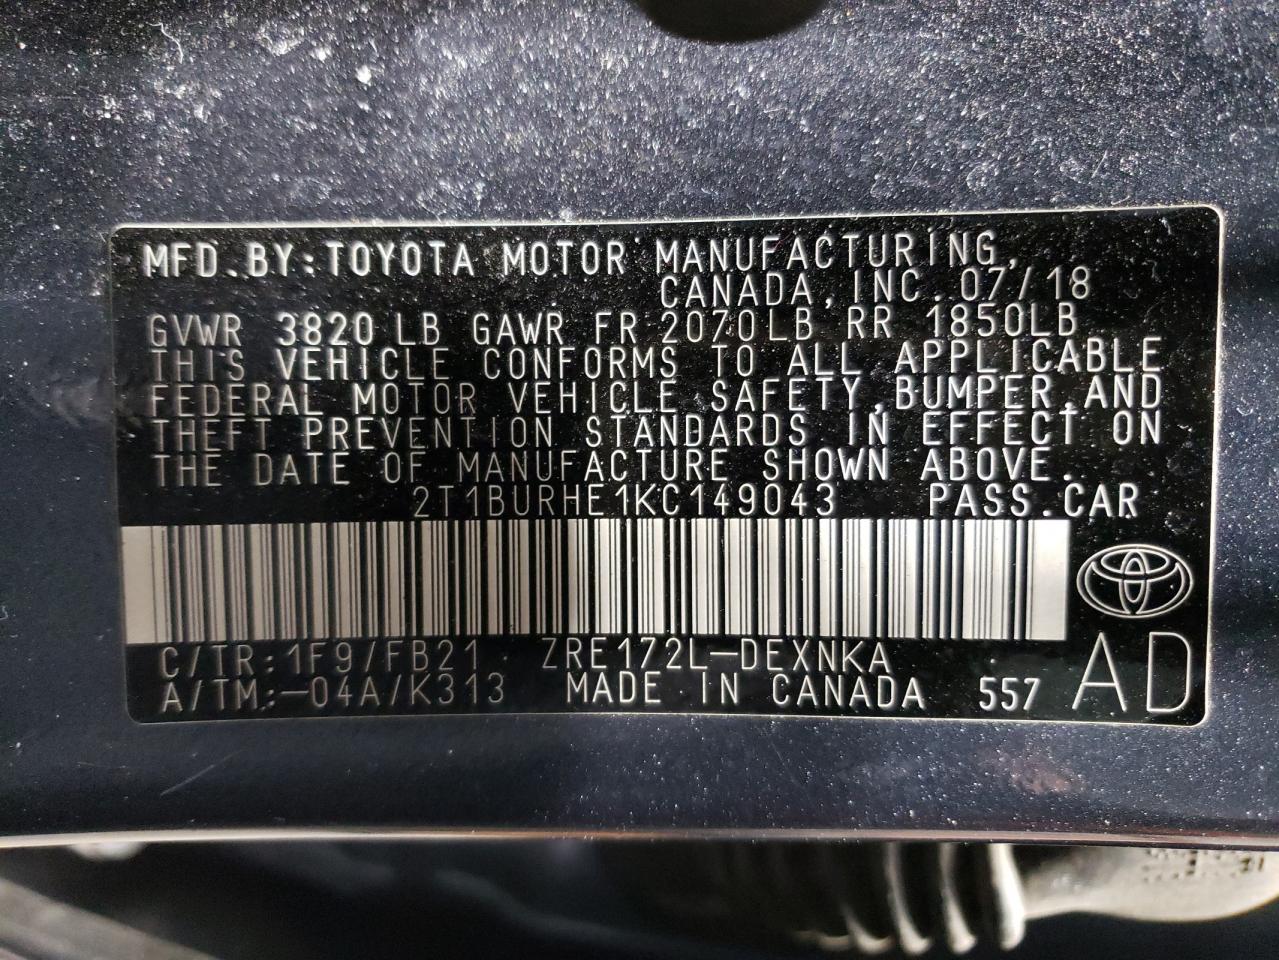 MFD.BY:TOYOTA MOTOR MANUFACTURING,
CANADA,INC.07/18
GVWR 3820LB GAWR FR 2070LB RR 1850LB
THIS VEHICLE CONFORMS TO ALL APPLICABLE
FEDERAL MOTOR VEHICLE SAFETY,BUMPER,AND
THEFT PREVENTION STANDARDS IN EFFECT ON
THE DATE OF MANUFACTURE SHOWN ABOVE.
2T1BURHE1KC149043 PASS.CAR
C/TR:1F9/FB21 ZRE172L-DEXNKA
A/TM:-04A/K313 MADE IN CANADA 557 AD